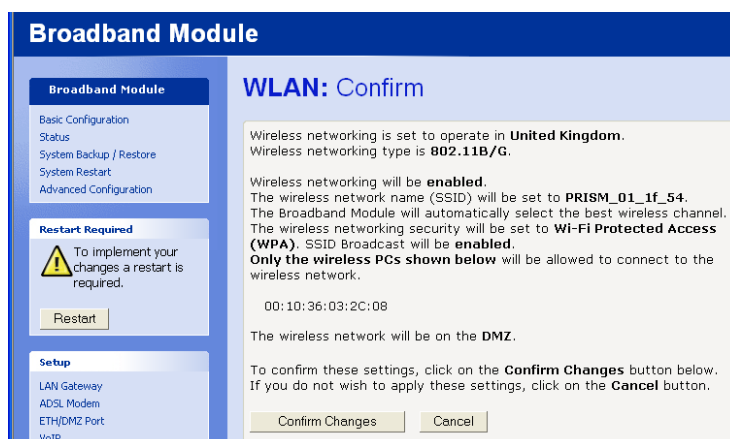 Broadband Module
Broadband Module
Basic Configuration
Status
System Backup / Restore
System Restart
Advanced Configuration
Restart Required
To implement your
changes a restart is
required.
Restart
Setup
LAN Gateway
ADSL Modem
ETH/DMZ Port
VoIP
WLAN: Confirm
Wireless networking is set to operate in United Kingdom.
Wireless networking type is 802.11B/G.
Wireless networking will be enabled.
The wireless network name (SSID) will be set to PRISM_01_1f_54.
The Broadband Module will automatically select the best wireless channel.
The wireless networking security will be set to Wi-Fi Protected Access
(WPA). SSID Broadcast will be enabled.
Only the wireless PCs shown below will be allowed to connect to the
wireless network.
00:10:36:03:2C:08
The wireless network will be on the DMZ.
To confirm these settings, click on the Confirm Changes button below.
If you do not wish to apply these settings, click on the Cancel button.
Confirm Changes Cancel